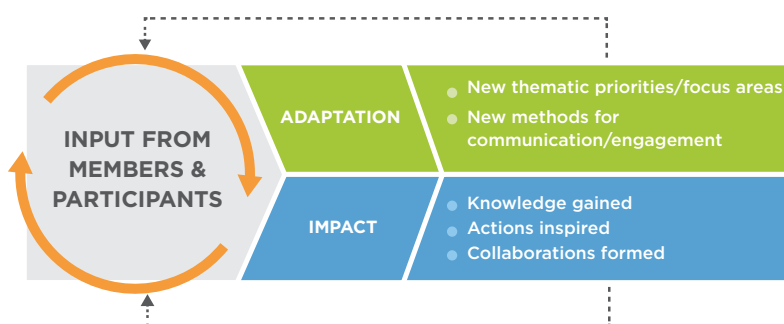 INPUT FROM
MEMBERS &
PARTICIPANTS
ADAPTATION
New thematic priorities/focus areas
New methods for
communication/engagement
IMPACT
Knowledge gained
Actions inspired
Collaborations formed